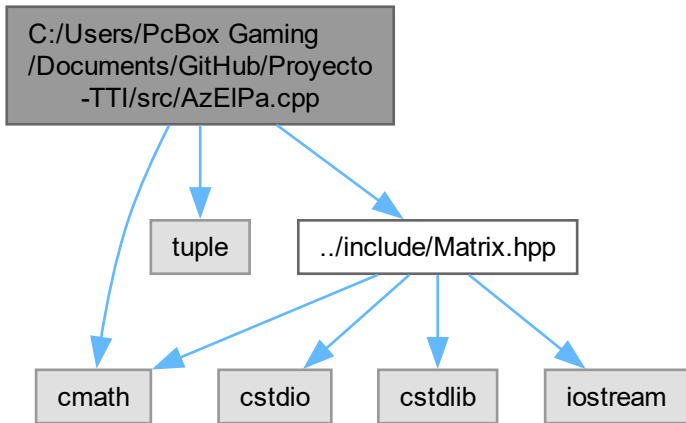 C:/Users/PcBox Gaming
/Documents/GitHub/Proyecto
-TTI/src/AzElPa.cpp
tuple
../include/Matrix.hpp
cmath
cstdio
cstdlib
iostream